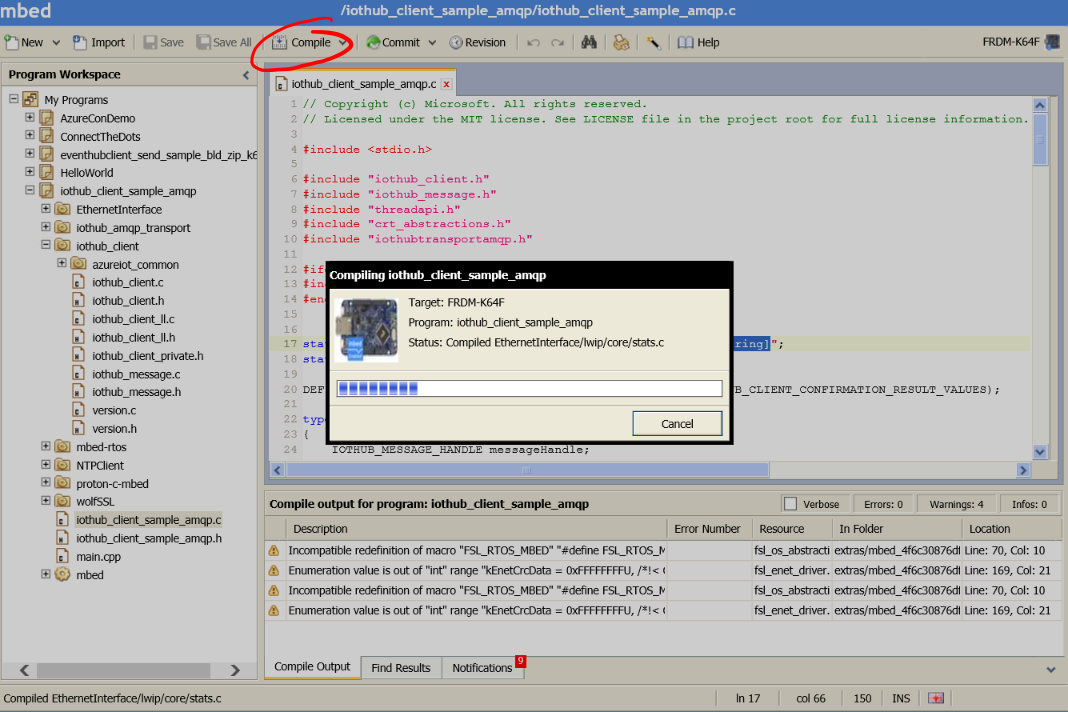 mbed
/iothub_client_sample_amqp/iothub_client_sample_amqp.c
New Import Save Save All Compile Commit Revision Help FRDM-K64F
Program Workspace
My Programs
AzureConDemo
ConnectTheDots
eventhubclient_send_sample_bld_zip_k6
HelloWorld
iothub_client_sample_amqp
EthernetInterface
iothub_amqp_transport
iothub_client
azureiot_common
iothub_client.c
iothub_client.h
iothub_client_ll.c
iothub_client_ll.h
iothub_client_private.h
iothub_message.c
iothub_message.h
version.c
version.h
mbed-rtos
NTPClient
proton-c-mbed
wolfSSL
iothub_client_sample_amqp.c
iothub_client_sample_amqp.h
main.cpp
mbed
iothub_client_sample_amqp.c x
1 // Copyright (c) Microsoft. All rights reserved.
2 // Licensed under the MIT license. See LICENSE file in the project root for full license information.
3
4 #include <stdio.h>
5
6 #include "iothub_client.h"
7 #include "iothub_message.h"
8 #include "threadapi.h"
9 #include "crt_abstractions.h"
10 #include "iothubtransportamqp.h"
11
12 #if
13 #in
14 #en
15
16
17 sta ring]";
18 sta
19
20 DEF B_CLIENT_CONFIRMATION_RESULT_VALUES);
21
22 typ
23 {
24 IOTHUB_MESSAGE_HANDLE messageHandle;
Compiling iothub_client_sample_amqp
Target: FRDM-K64F
Program: iothub_client_sample_amqp
Status: Compiled EthernetInterface/lwip/core/stats.c
Cancel
Compile output for program: iothub_client_sample_amqp Verbose Errors: 0 Warnings: 4 Infos: 0
Description Error Number Resource In Folder Location
Incompatible redefinition of macro "FSL_RTOS_MBED" "#define FSL_RTOS_M fsl_os_abstracti extras/mbed_4f6c30876df Line: 70, Col: 10
Enumeration value is out of "int" range "kEnetCrcData = 0xFFFFFFFFU, /*!< fsl_enet_driver. extras/mbed_4f6c30876df Line: 169, Col: 21
Incompatible redefinition of macro "FSL_RTOS_MBED" "#define FSL_RTOS_M fsl_os_abstracti extras/mbed_4f6c30876df Line: 70, Col: 10
Enumeration value is out of "int" range "kEnetCrcData = 0xFFFFFFFFU, /*!< fsl_enet_driver. extras/mbed_4f6c30876df Line: 169, Col: 21
Compile Output Find Results Notifications 9
Compiled EthernetInterface/lwip/core/stats.c ln 17 col 66 150 INS